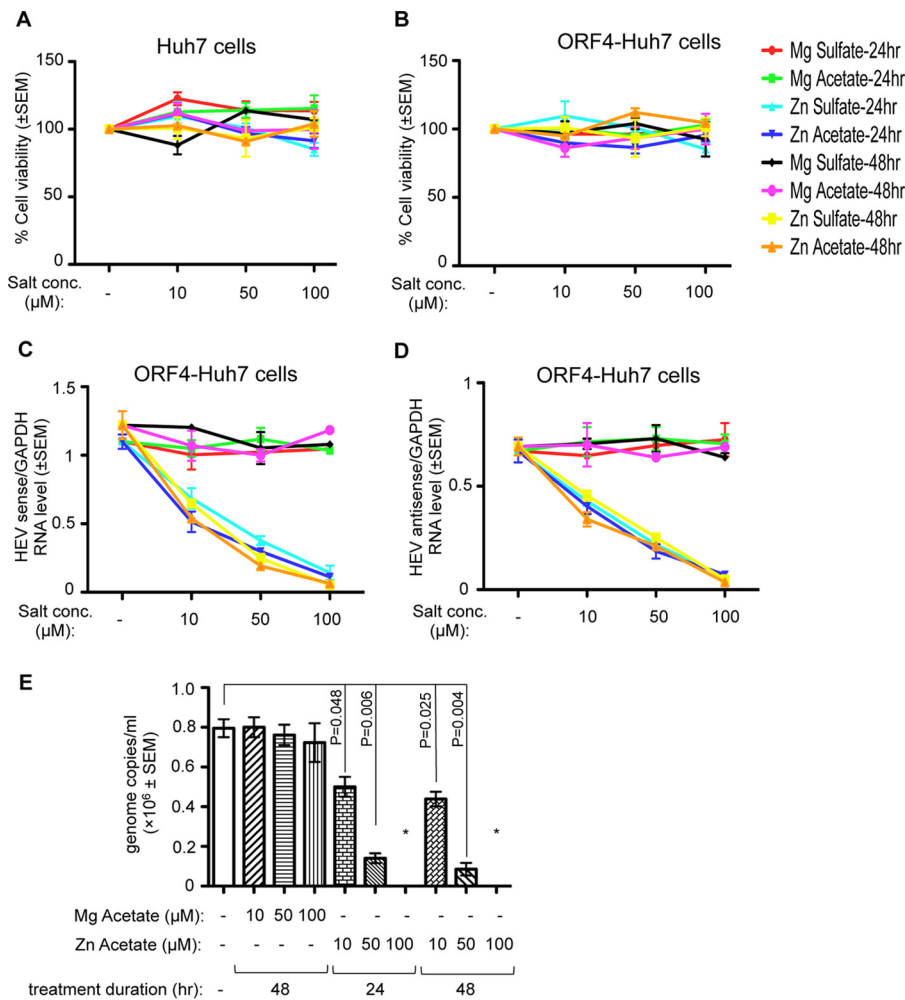 A
Huh7 cells
150
100
50
0
% Cell viability (±SEM)
Salt conc.
(µM):
- 10 50 100
B
ORF4-Huh7 cells
150
100
50
0
% Cell viability (±SEM)
Salt conc.
(µM):
- 10 50 100
Mg Sulfate-24hr
Mg Acetate-24hr
Zn Sulfate-24hr
Zn Acetate-24hr
Mg Sulfate-48hr
Mg Acetate-48hr
Zn Sulfate-48hr
Zn Acetate-48hr
C
ORF4-Huh7 cells
1.5
1
0.5
0
HEV sense/GAPDH
RNA level (±SEM)
Salt conc.
(µM):
- 10 50 100
D
ORF4-Huh7 cells
1
0.5
0
HEV antisense/GAPDH
RNA level (±SEM)
Salt conc.
(µM):
- 10 50 100
E
1.0
0.8
0.6
0.4
0.2
0
genome copies/ml
(×10⁶ ± SEM)
P=0.048
P=0.006
P=0.025
P=0.004
*
*
Mg Acetate (µM): - 10 50 100 - - - - - -
Zn Acetate (µM): - - - - 10 50 100 10 50 100
treatment duration (hr): - 48 24 48